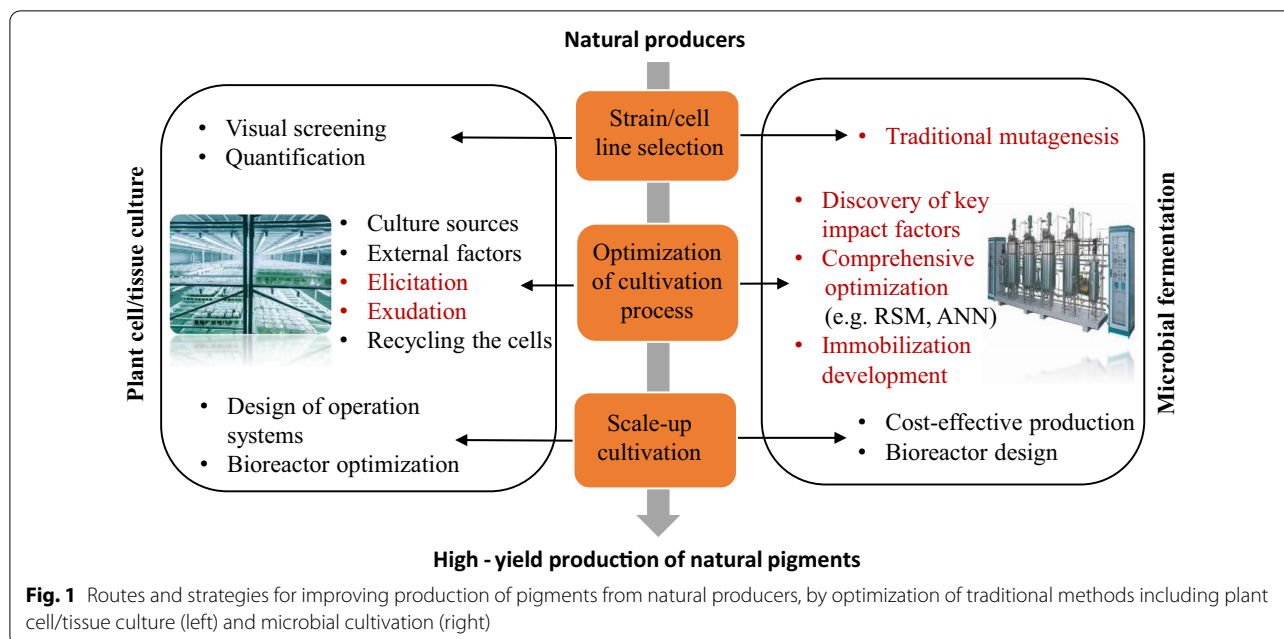 Natural producers
Plant cell/tissue culture
• Visual screening
• Quantification
• Culture sources
• External factors
• Elicitation
• Exudation
• Recycling the cells
• Design of operation
systems
• Bioreactor optimization
Strain/cell
line selection
Optimization
of cultivation
process
Scale-up
cultivation
• Traditional mutagenesis
• Discovery of key
impact factors
• Comprehensive
optimization
(e.g. RSM, ANN)
• Immobilization
development
• Cost-effective production
• Bioreactor design
Microbial fermentation
High - yield production of natural pigments
Fig. 1 Routes and strategies for improving production of pigments from natural producers, by optimization of traditional methods including plant
cell/tissue culture (left) and microbial cultivation (right)